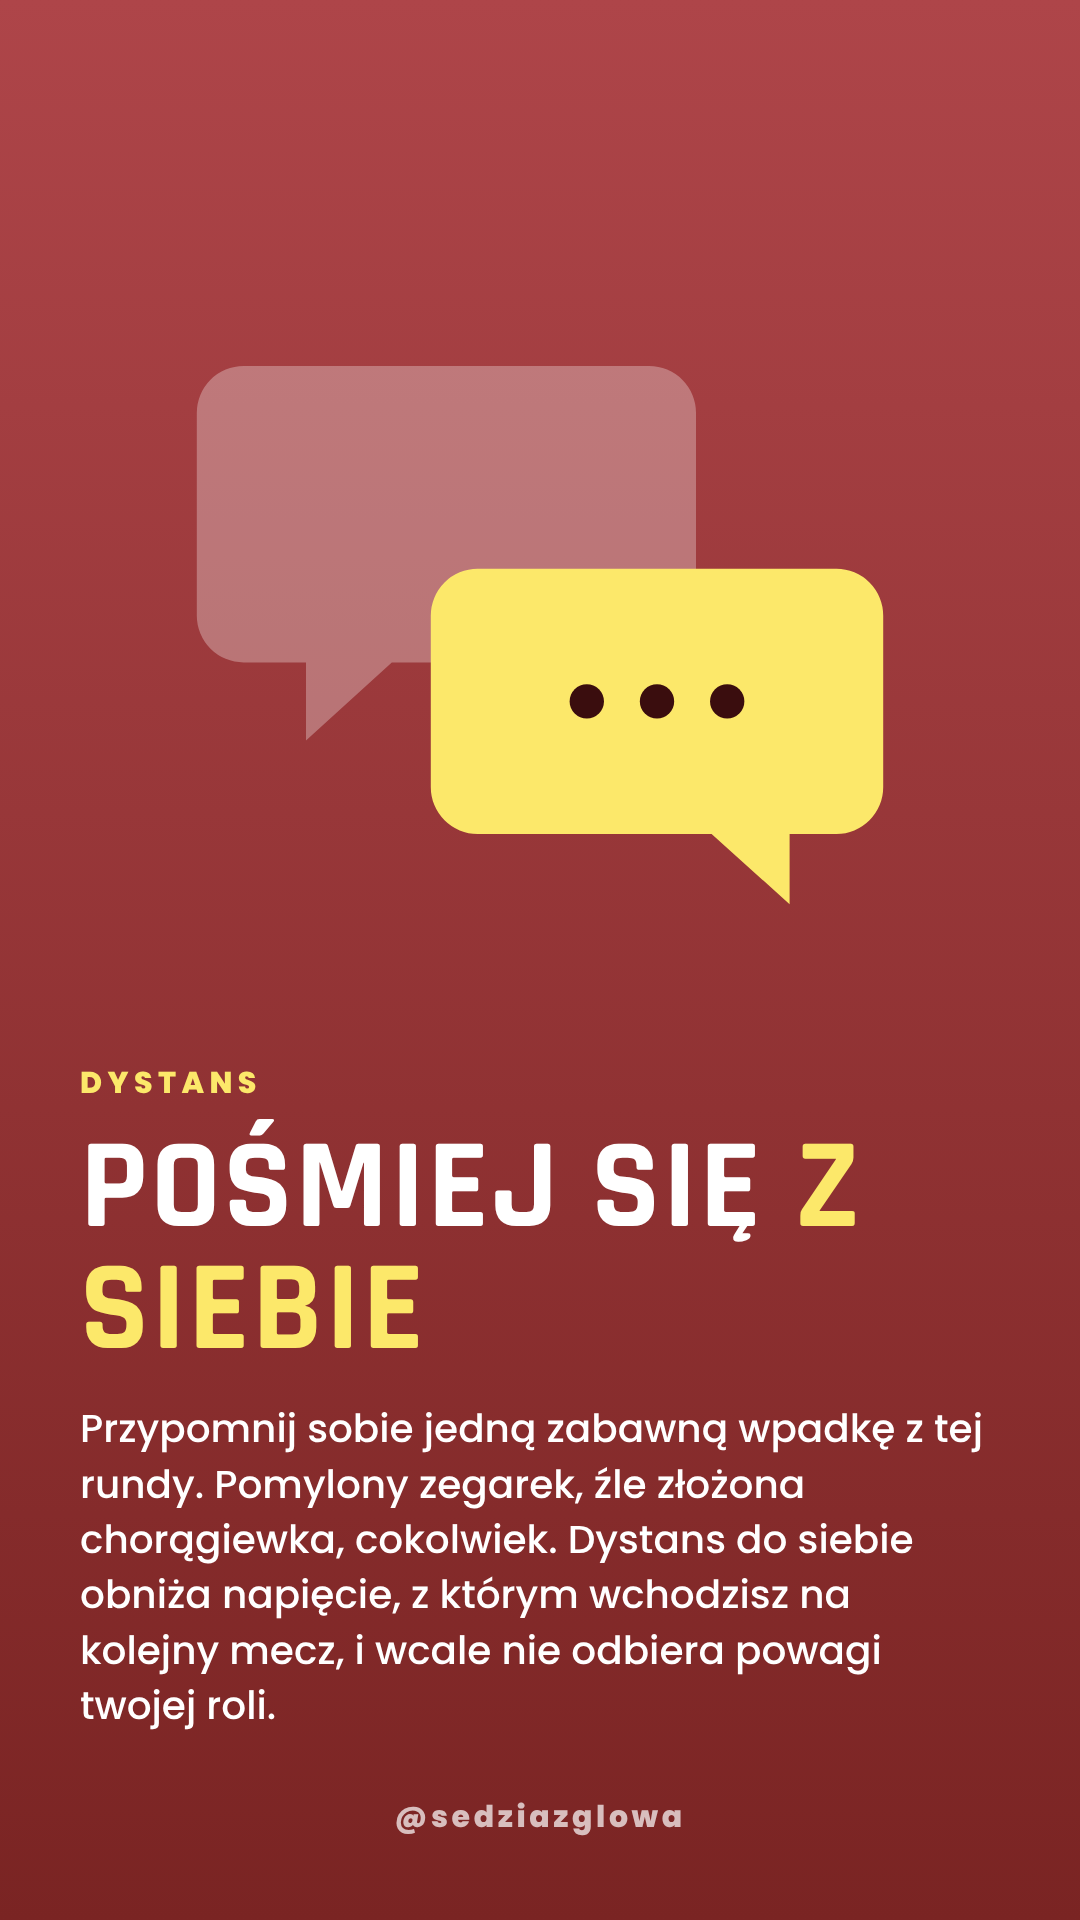 DYSTANS
POŚMIEJ SIĘ Z
SIEBIE
Przypomnij sobie jedną zabawną wpadkę z tej
rundy. Pomylony zegarek, źle złożona
chorągiewka, cokolwiek. Dystans do siebie
obniża napięcie, z którym wchodzisz na
kolejny mecz, i wcale nie odbiera powagi
twojej roli.
@sedziazglowa